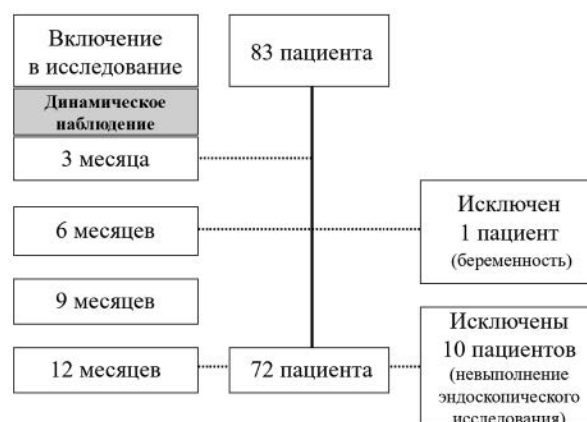 Включение
в исследование
83 пациента
Динамическое
наблюдение
3 месяца
6 месяцев
Исключен
1 пациент
(беременность)
9 месяцев
12 месяцев
72 пациента
Исключены
10 пациентов
(невыполнение
эндоскопического
исследования)